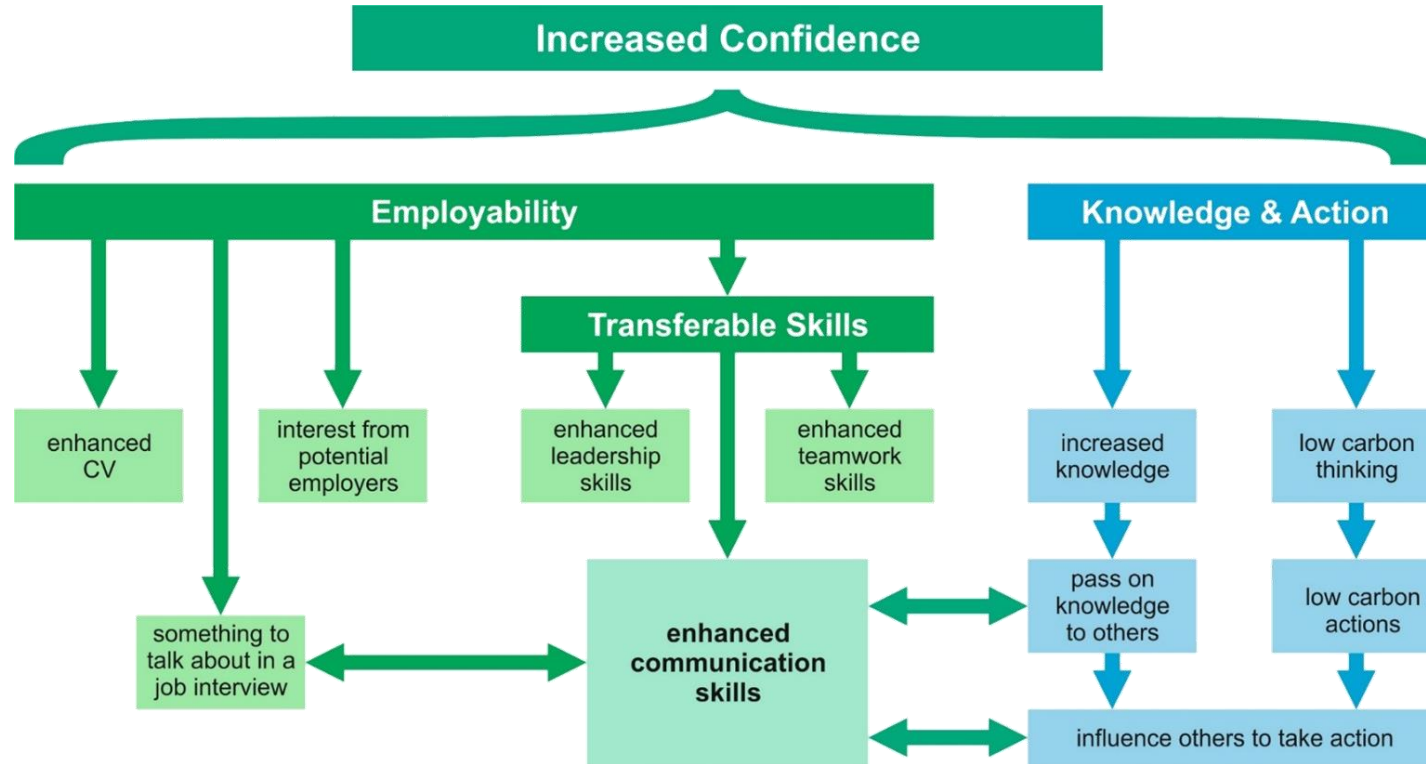 Increased Confidence
Employability
Knowledge & Action
Transferable Skills
enhanced
CV
interest from
potential
employers
enhanced
leadership
skills
enhanced
teamwork
skills
increased
knowledge
low carbon
thinking
something to
talk about in a
job interview
enhanced
communication
skills
pass on
knowledge
to others
low carbon
actions
influence others to take action